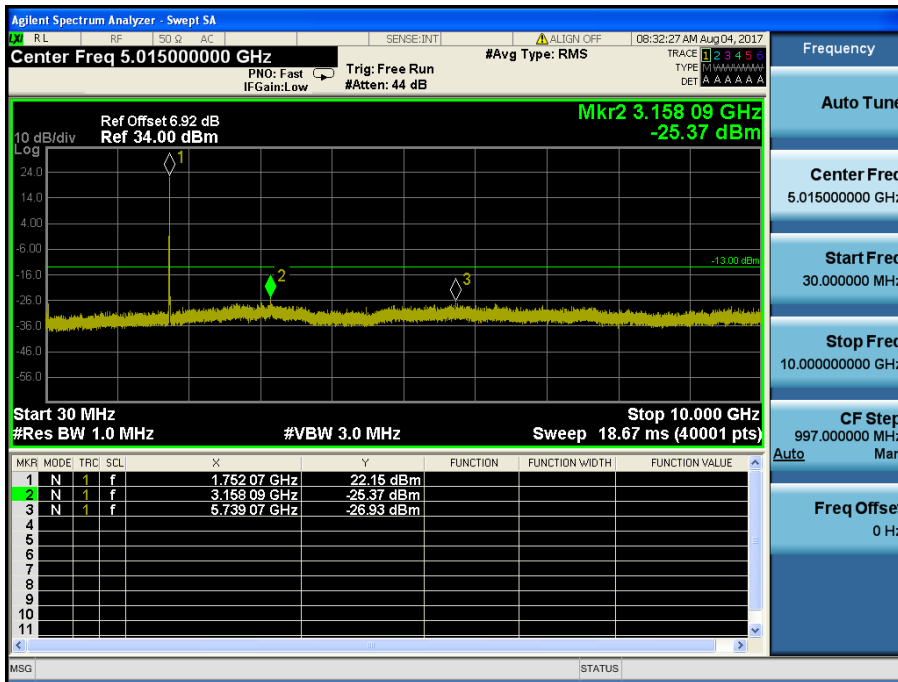 Agilent Spectrum Analyzer - Swept SA
LXI RL RF 50 Ω AC SENSE:INT ALIGN OFF 08:32:27 AM Aug 04, 2017
Center Freq 5.015000000 GHz
PNO: Fast
IFGain:Low
Trig: Free Run
#Atten: 44 dB
#Avg Type: RMS
TRACE 1 2 3 4 5 6
TYPE M W W W W W
DET A A A A A A
Mkr2 3.158 09 GHz
-25.37 dBm
Ref Offset 6.92 dB
10 dB/div Ref 34.00 dBm
Log
24.0
14.0
4.00
-6.00
-16.0
-26.0
-36.0
-46.0
-56.0
1
2
3
-13.00 dBm
Start 30 MHz Stop 10.000 GHz
#Res BW 1.0 MHz #VBW 3.0 MHz Sweep 18.67 ms (40001 pts)
MKR MODE TRC SCL X Y FUNCTION FUNCTION WIDTH FUNCTION VALUE
1 N 1 f 1.752 07 GHz 22.15 dBm
2 N 1 f 3.158 09 GHz -25.37 dBm
3 N 1 f 5.739 07 GHz -26.93 dBm
4
5
6
7
8
9
10
11
MSG STATUS
Frequency
Auto Tune
Center Freq
5.015000000 GHz
Start Freq
30.000000 MHz
Stop Freq
10.000000000 GHz
CF Step
997.000000 MHz
Auto Man
Freq Offset
0 Hz